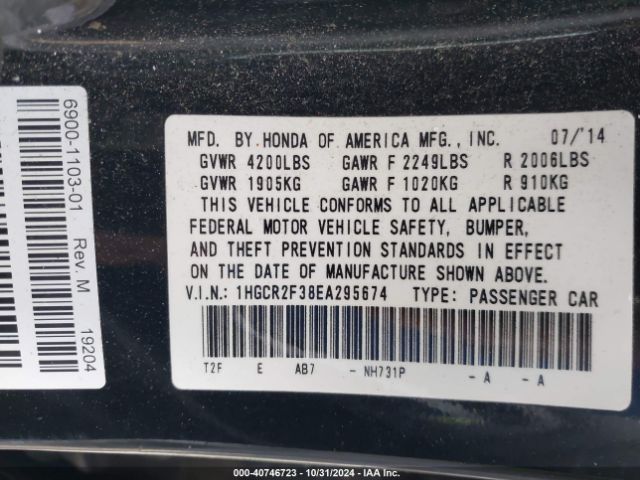 6900-1103-01 Rev. M 19204
MFD. BY HONDA OF AMERICA MFG., INC. 07/'14
GVWR 4200LBS GAWR F 2249LBS R 2006LBS
GVWR 1905KG GAWR F 1020KG R 910KG
THIS VEHICLE CONFORMS TO ALL APPLICABLE
FEDERAL MOTOR VEHICLE SAFETY, BUMPER,
AND THEFT PREVENTION STANDARDS IN EFFECT
ON THE DATE OF MANUFACTURE SHOWN ABOVE.
V.I.N.: 1HGCR2F38EA295674 TYPE: PASSENGER CAR
T2F E AB7 - NH731P - A - A
000-40746723 - 10/31/2024 - IAAI.COM